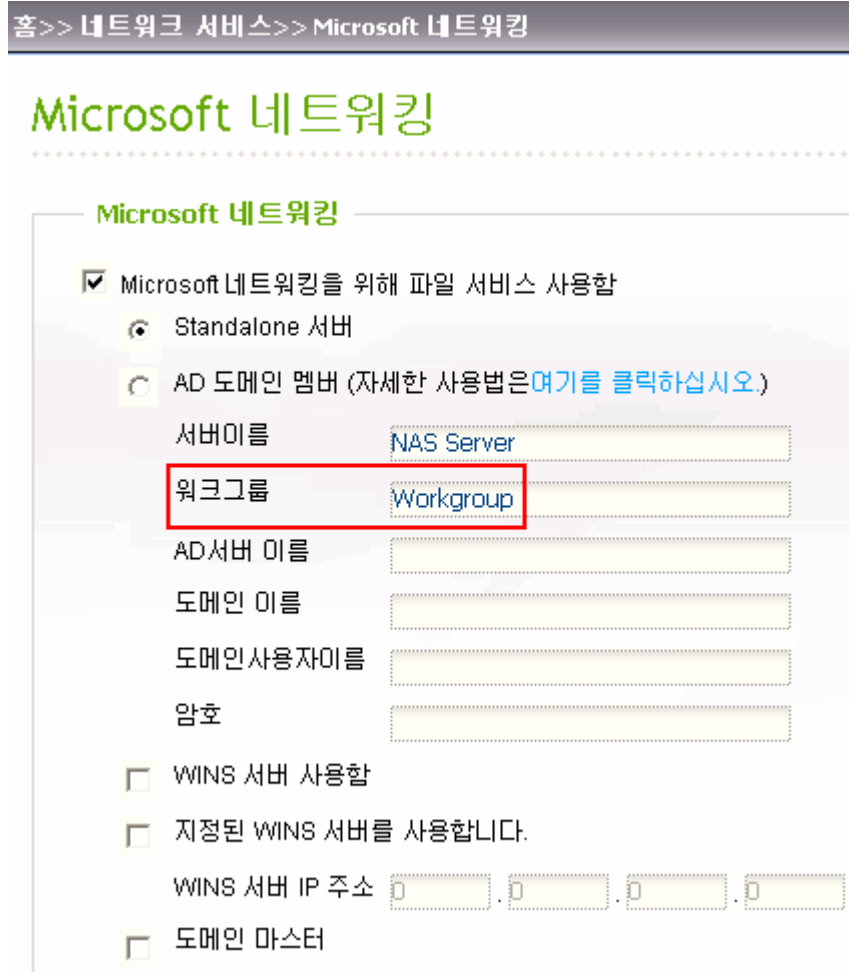 홈>> 네트워크 서비스>> Microsoft 네트워킹
Microsoft 네트워킹
Microsoft 네트워킹
Microsoft 네트워킹을 위해 파일 서비스 사용함
Standalone 서버
AD 도메인 멤버 (자세한 사용법은여기를 클릭하십시오.)
서버이름 NAS Server
워크그룹 Workgroup
AD서버 이름
도메인 이름
도메인사용자이름
암호
WINS 서버 사용함
지정된 WINS 서버를 사용합니다.
WINS 서버 IP 주소 0 . 0 . 0 . 0
도메인 마스터